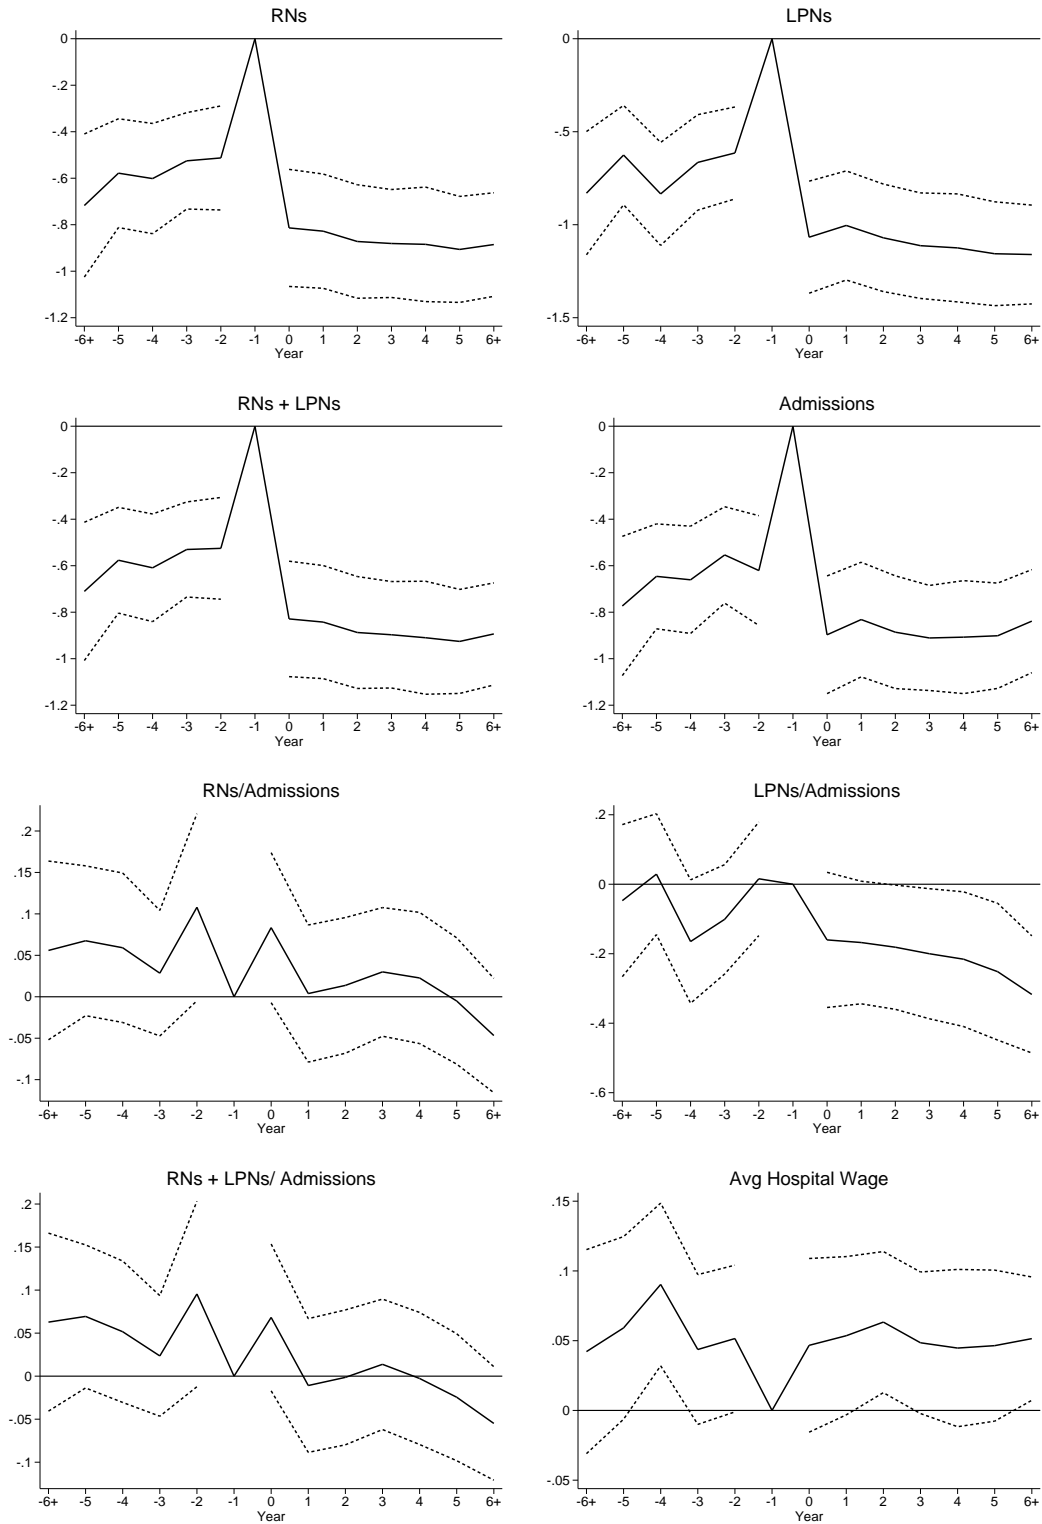 RNs
0
-.2
-.4
-.6
-.8
-1
-1.2
-6+ -5 -4 -3 -2 -1 0 1 2 3 4 5 6+
Year
LPNs
0
-.5
-1
-1.5
-6+ -5 -4 -3 -2 -1 0 1 2 3 4 5 6+
Year
RNs + LPNs
0
-.2
-.4
-.6
-.8
-1
-1.2
-6+ -5 -4 -3 -2 -1 0 1 2 3 4 5 6+
Year
Admissions
0
-.2
-.4
-.6
-.8
-1
-1.2
-6+ -5 -4 -3 -2 -1 0 1 2 3 4 5 6+
Year
RNs/Admissions
.2
.15
.1
.05
0
-.05
-.1
-6+ -5 -4 -3 -2 -1 0 1 2 3 4 5 6+
Year
LPNs/Admissions
.2
0
-.2
-.4
-.6
-6+ -5 -4 -3 -2 -1 0 1 2 3 4 5 6+
Year
RNs + LPNs/ Admissions
.2
.15
.1
.05
0
-.05
-.1
-6+ -5 -4 -3 -2 -1 0 1 2 3 4 5 6+
Year
Avg Hospital Wage
.15
.1
.05
0
-.05
-6+ -5 -4 -3 -2 -1 0 1 2 3 4 5 6+
Year